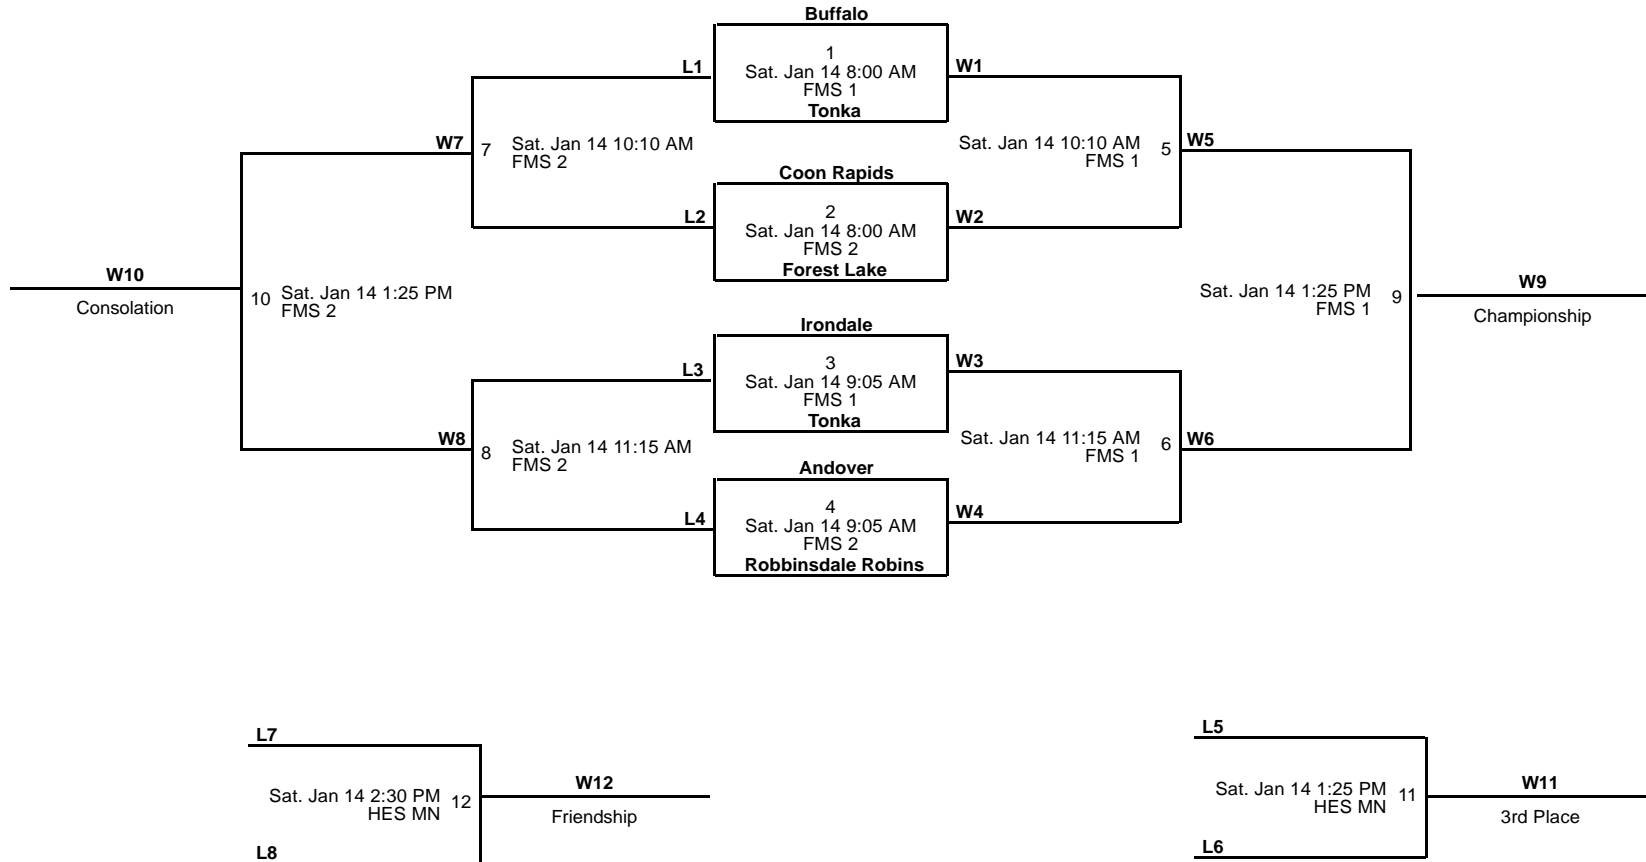 Buffalo
1
L1
Sat. Jan 14 8:00 AM
W1
FMS 1
Tonka
W7
7
Sat. Jan 14 10:10 AM
FMS 2
Sat. Jan 14 10:10 AM
FMS 1
5
W5
Coon Rapids
2
L2
Sat. Jan 14 8:00 AM
W2
FMS 2
Forest Lake
W10
Consolation
10
Sat. Jan 14 1:25 PM
FMS 2
Sat. Jan 14 1:25 PM
FMS 1
9
W9
Championship
Irondale
3
L3
Sat. Jan 14 9:05 AM
W3
FMS 1
Tonka
W8
8
Sat. Jan 14 11:15 AM
FMS 2
Sat. Jan 14 11:15 AM
FMS 1
6
W6
Andover
4
L4
Sat. Jan 14 9:05 AM
W4
FMS 2
Robbinsdale Robins
L7
Sat. Jan 14 2:30 PM
HES MN
12
W12
Friendship
L8
L5
Sat. Jan 14 1:25 PM
HES MN
11
W11
3rd Place
L6